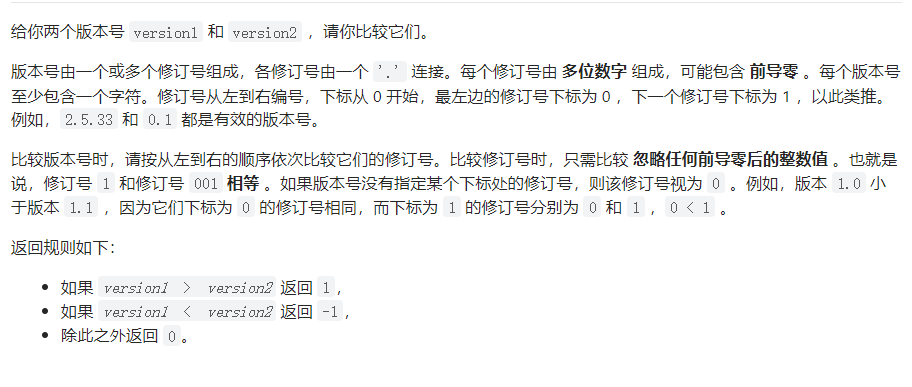 给你两个版本号 version1 和 version2 ，请你比较它们。
版本号由一个或多个修订号组成，各修订号由一个 '.' 连接。每个修订号由 多位数字 组成，可能包含 前导零 。每个版本号
至少包含一个字符。修订号从左到右编号，下标从 0 开始，最左边的修订号下标为 0 ，下一个修订号下标为 1 ，以此类推。
例如，2.5.33 和 0.1 都是有效的版本号。
比较版本号时，请按从左到右的顺序依次比较它们的修订号。比较修订号时，只需比较 忽略任何前导零后的整数值 。也就是
说，修订号 1 和修订号 001 相等 。如果版本号没有指定某个下标处的修订号，则该修订号视为 0 。例如，版本 1.0 小
于版本 1.1 ，因为它们下标为 0 的修订号相同，而下标为 1 的修订号分别为 0 和 1 ，0 < 1 。
返回规则如下：
• 如果 version1 > version2 返回 1，
• 如果 version1 < version2 返回 -1，
• 除此之外返回 0。